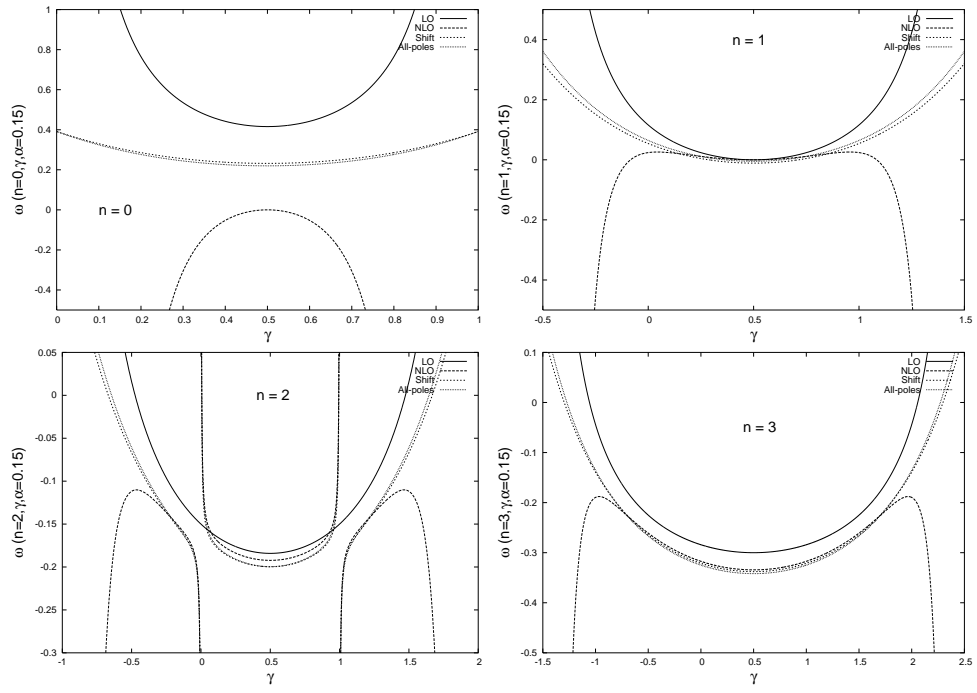 1
0.8
0.6
0.4
0.2
0
-0.2
-0.4
ω (n=0,γ,α=0.15)
n = 0
LO
NLO
Shift
All-poles
0 0.1 0.2 0.3 0.4 0.5 0.6 0.7 0.8 0.9 1
γ
0.4
0.2
0
-0.2
-0.4
ω (n=1,γ,α=0.15)
n = 1
LO
NLO
Shift
All-poles
-0.5 0 0.5 1 1.5
γ
0.05
0
-0.05
-0.1
-0.15
-0.2
-0.25
-0.3
ω (n=2,γ,α=0.15)
n = 2
LO
NLO
Shift
All-poles
-1 -0.5 0 0.5 1 1.5 2
γ
0.1
0
-0.1
-0.2
-0.3
-0.4
-0.5
ω (n=3,γ,α=0.15)
n = 3
LO
NLO
Shift
All-poles
-1.5 -1 -0.5 0 0.5 1 1.5 2 2.5
γ